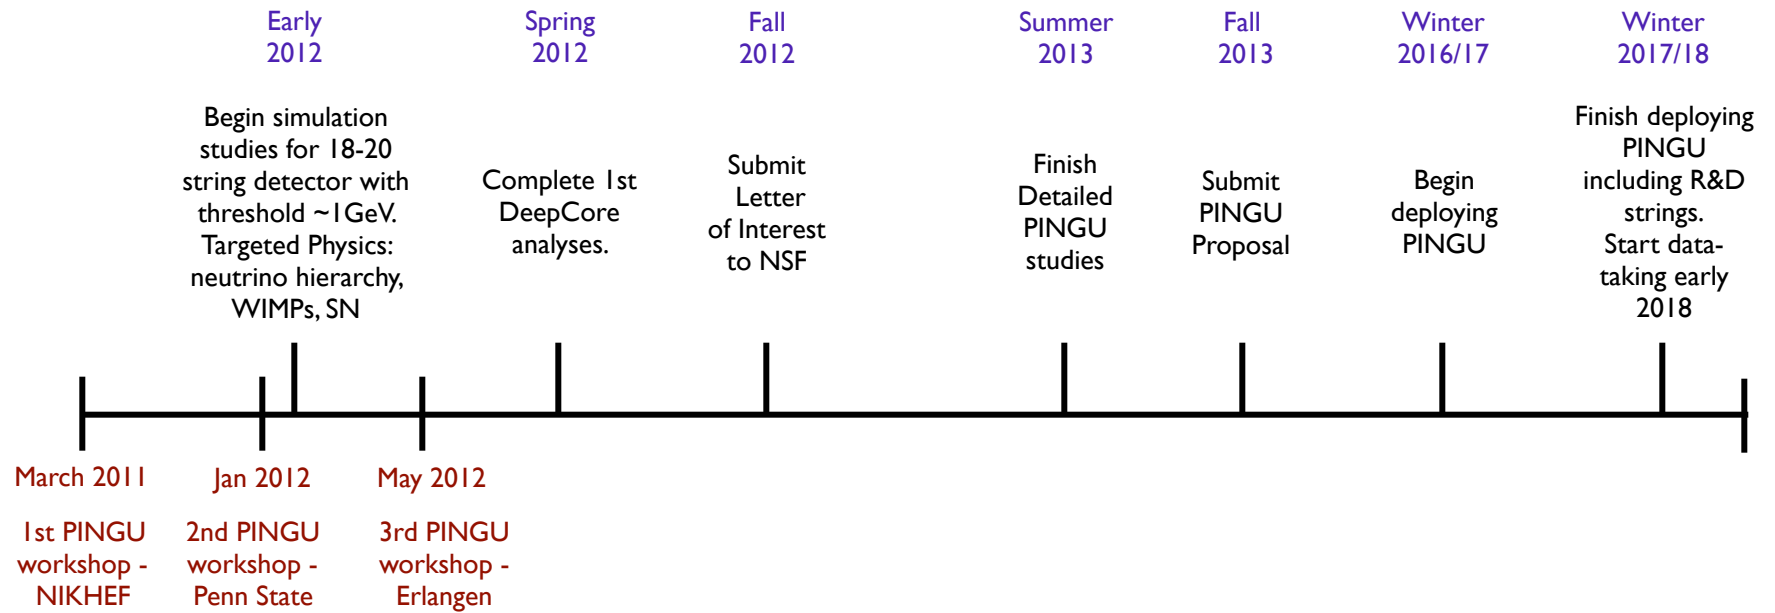 Early
2012
Begin simulation
studies for 18-20
string detector with
threshold ~1GeV.
Targeted Physics:
neutrino hierarchy,
WIMPs, SN
Spring
2012
Complete 1st
DeepCore
analyses.
Fall
2012
Submit
Letter
of Interest
to NSF
Summer
2013
Finish
Detailed
PINGU
studies
Fall
2013
Submit
PINGU
Proposal
Winter
2016/17
Begin
deploying
PINGU
Winter
2017/18
Finish deploying
PINGU
including R&D
strings.
Start data-
taking early
2018
March 2011
1st PINGU
workshop -
NIKHEF
Jan 2012
2nd PINGU
workshop -
Penn State
May 2012
3rd PINGU
workshop -
Erlangen